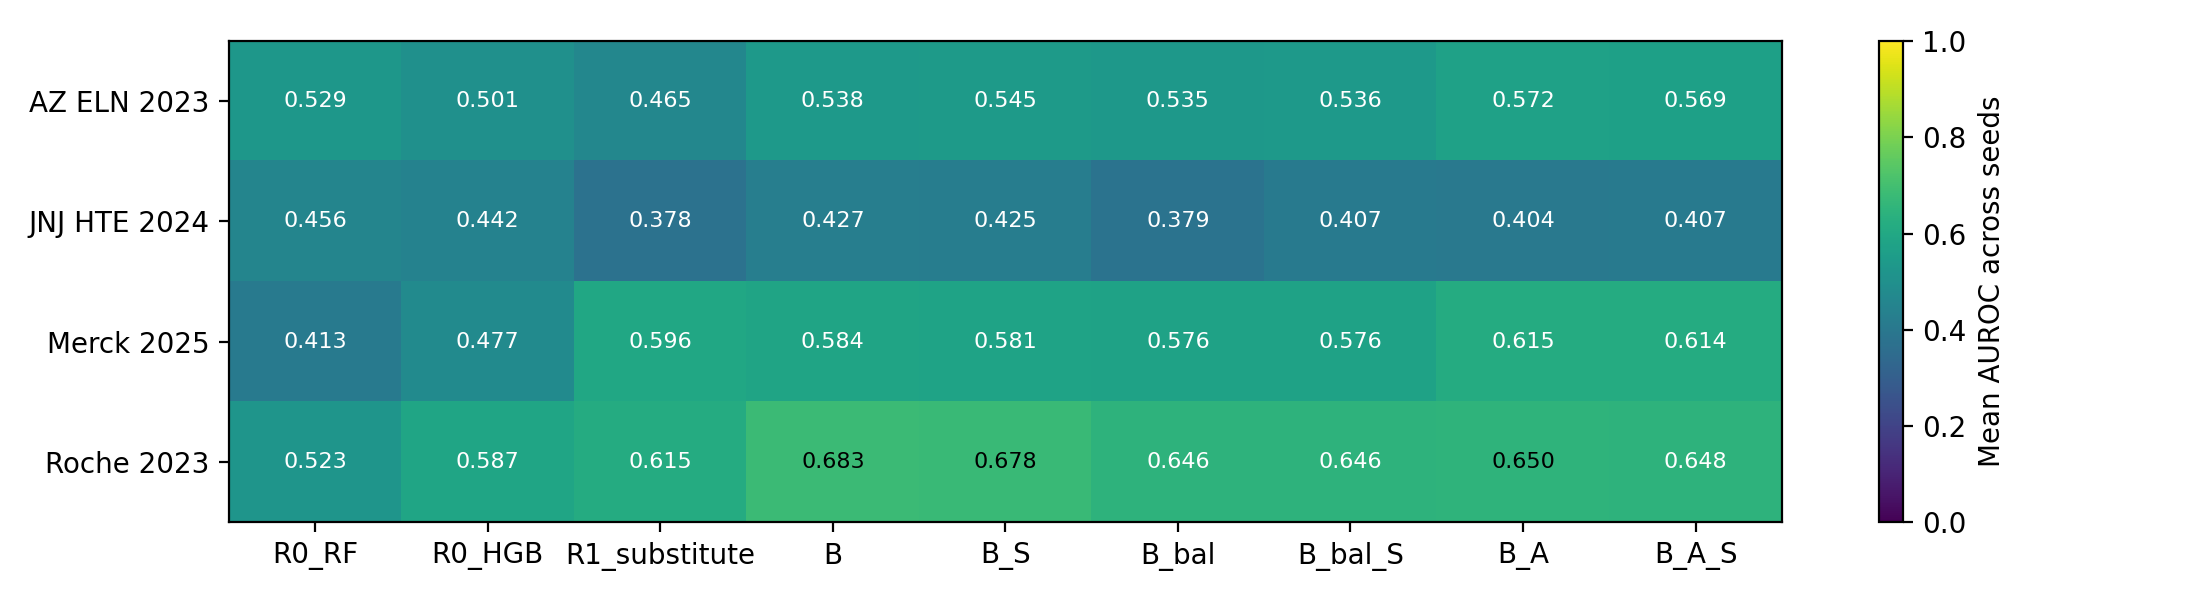 AZ ELN 2023 0.529 0.501 0.465 0.538 0.545 0.535 0.536 0.572 0.569
JNJ HTE 2024 0.456 0.442 0.378 0.427 0.425 0.379 0.407 0.404 0.407
Merck 2025 0.413 0.477 0.596 0.584 0.581 0.576 0.576 0.615 0.614
Roche 2023 0.523 0.587 0.615 0.683 0.678 0.646 0.646 0.650 0.648
R0_RF R0_HGB R1_substitute B B_S B_bal B_bal_S B_A B_A_S
1.0
0.8
0.6
0.4
0.2
0.0
Mean AUROC across seeds